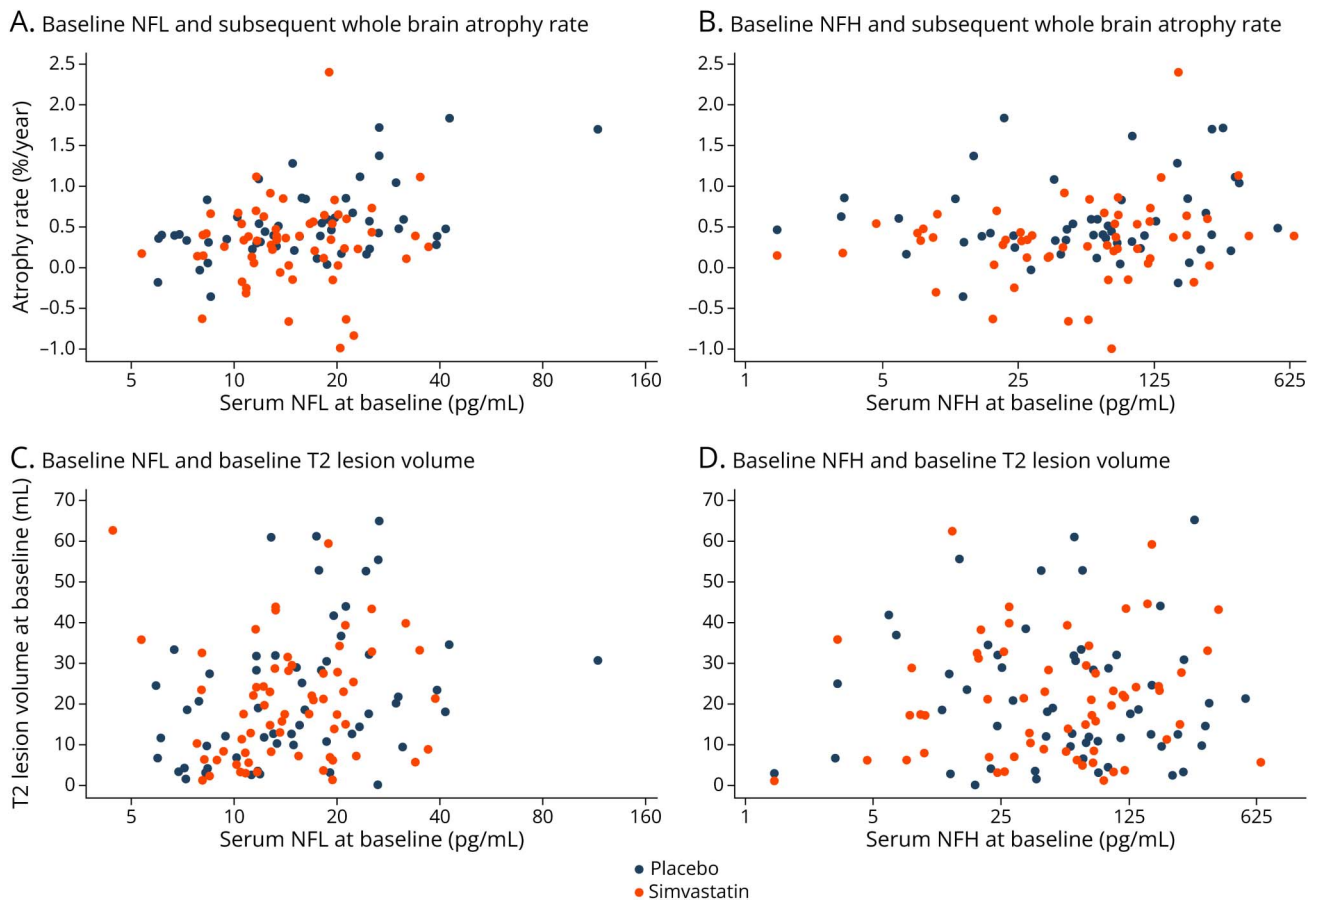 A. Baseline NFL and subsequent whole brain atrophy rate
Atrophy rate (%/year)
2.5
2.0
1.5
1.0
0.5
0.0
–0.5
–1.0
5 10 20 40 80 160
Serum NFL at baseline (pg/mL)
B. Baseline NFH and subsequent whole brain atrophy rate
2.5
2.0
1.5
1.0
0.5
0.0
–0.5
–1.0
1 5 25 125 625
Serum NFH at baseline (pg/mL)
C. Baseline NFL and baseline T2 lesion volume
T2 lesion volume at baseline (mL)
70
60
50
40
30
20
10
0
5 10 20 40 80 160
Serum NFL at baseline (pg/mL)
D. Baseline NFH and baseline T2 lesion volume
70
60
50
40
30
20
10
0
1 5 25 125 625
Serum NFH at baseline (pg/mL)
Placebo
Simvastatin